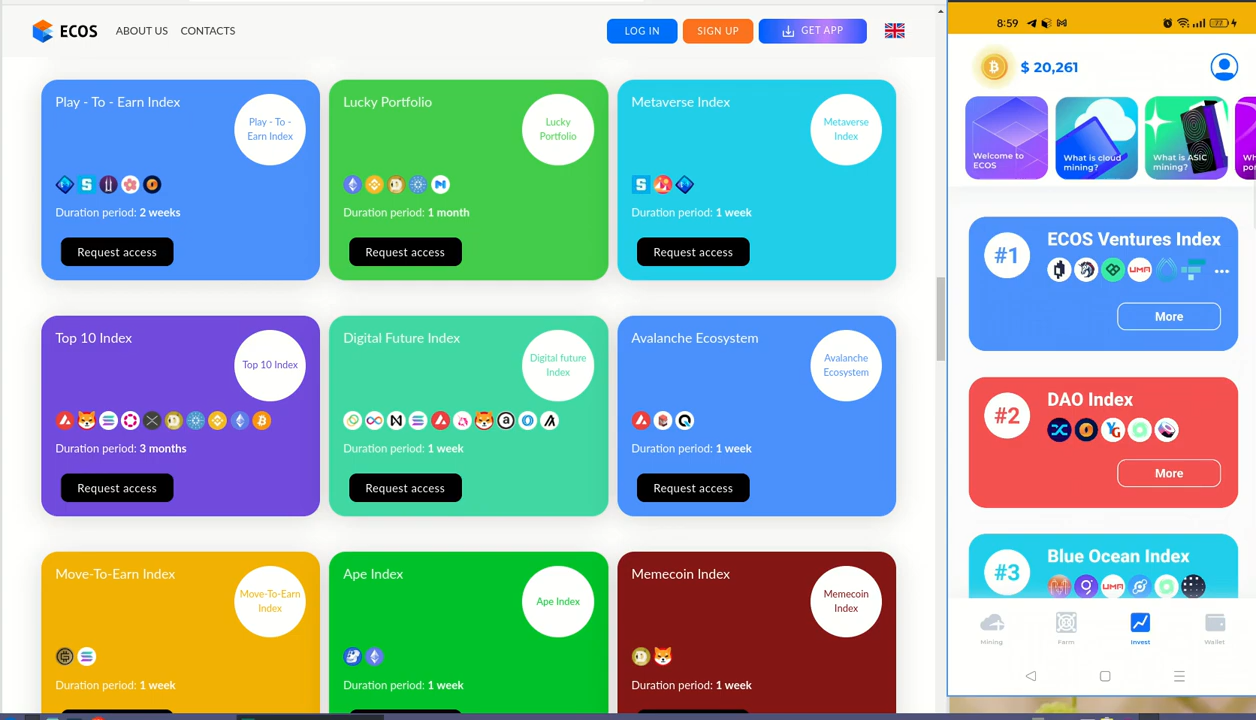 ECOS
ABOUT US
CONTACTS
LOG IN
SIGN UP
GET APP
Play - To - Earn Index
Play - To -
Earn Index
Duration period: 2 weeks
Request access
Lucky Portfolio
Lucky
Portfolio
Duration period: 1 month
Request access
Metaverse Index
Metaverse
Index
Duration period: 1 week
Request access
Top 10 Index
Top 10 Index
Duration period: 3 months
Request access
Digital Future Index
Digital future
Index
Duration period: 1 week
Request access
Avalanche Ecosystem
Avalanche
Ecosystem
Duration period: 1 week
Request access
Move-To-Earn Index
Move-To-Earn
Index
Duration period: 1 week
Ape Index
Ape Index
Duration period: 1 week
Memecoin Index
Memecoin
Index
Duration period: 1 week
8:59
$ 20,261
Welcome to
ECOS
What is cloud
mining?
What is ASIC
mining?
#1
ECOS Ventures Index
UMA
More
#2
DAO Index
More
#3
Blue Ocean Index
UMA
Mining
Farm
Invest
Wallet